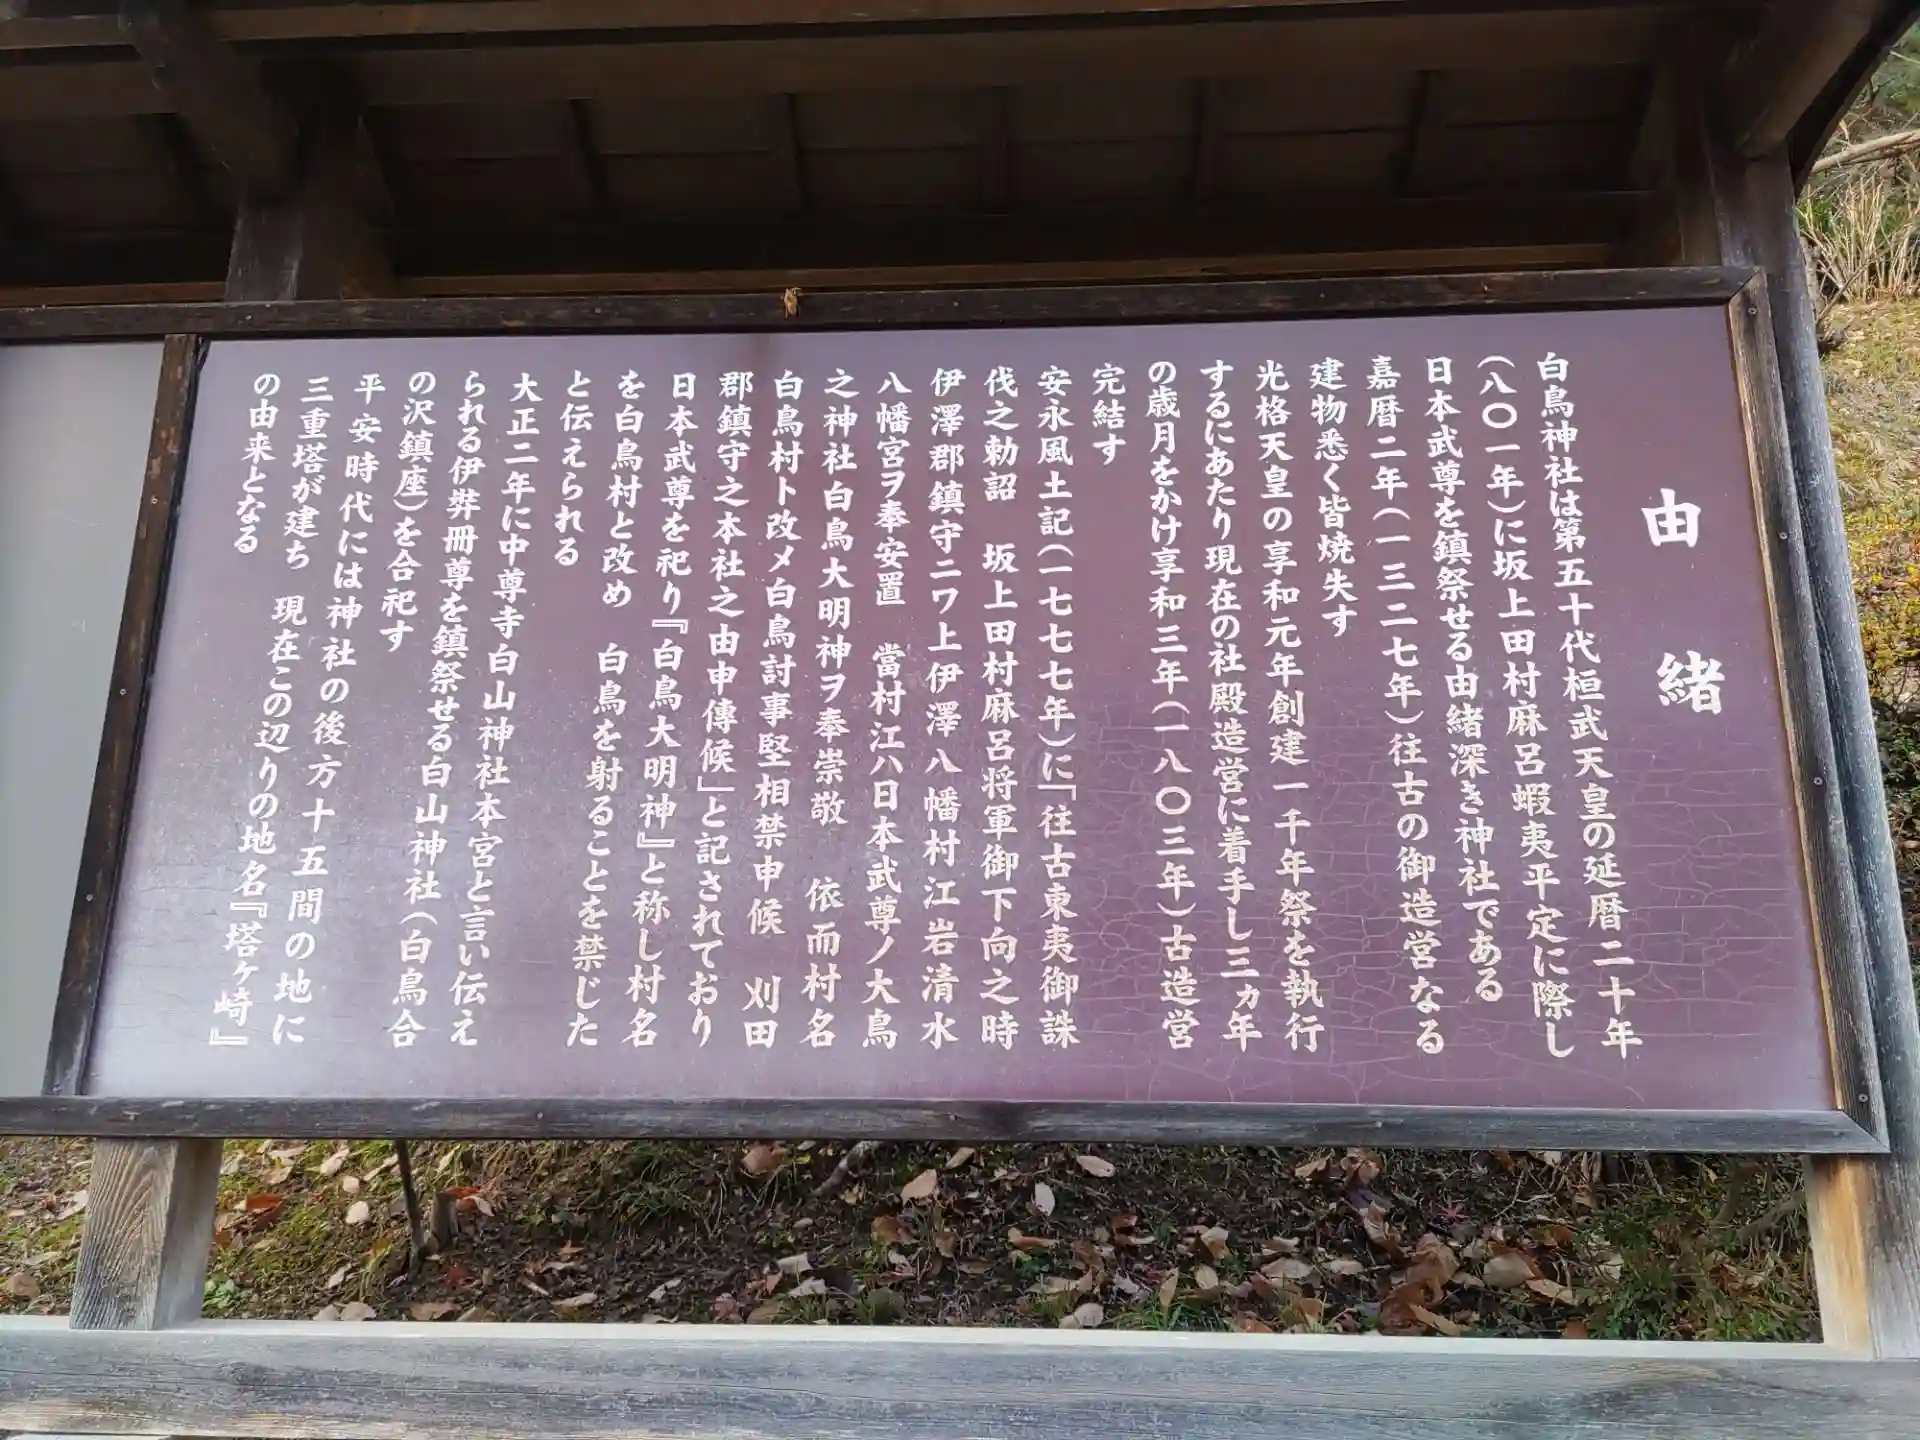 由緒
白鳥神社は第五十代桓武天皇の延暦二十年
(八〇一年)に坂上田村麻呂蝦夷平定に際し
日本武尊を鎮祭せる由緒深き神社である
嘉暦二年(一三二七年)往古の御造営なる
建物悉く皆焼失す
光格天皇の享和元年創建一千年祭を執行
するにあたり現在の社殿造営に着手し三ヵ年
の歳月をかけ享和三年(一八〇三年)古造営
完結す
安永風土記(一七七七年)に「往古東夷御誅
伐之勅詔 坂上田村麻呂将軍御下向之時
伊澤郡鎮守ニワ上伊澤八幡村江岩清水
八幡宮ヲ奉安置 當村江ハ日本武尊ノ大鳥
之神社白鳥大明神ヲ奉崇敬 依而村名
白鳥村ト改メ白鳥討事堅相禁申候 刈田
郡鎮守之本社之由申傳候」と記されており
日本武尊を祀り『白鳥大明神』と称し村名
を白鳥村と改め 白鳥を射ることを禁じた
と伝えられる
大正二年に中尊寺白山神社本宮と言い伝え
られる伊弉冊尊を鎮祭せる白山神社(白鳥合
の沢鎮座)を合祀す
平安時代には神社の後方十五間の地に
三重塔が建ち 現在この辺りの地名『塔ヶ崎』
の由来となる